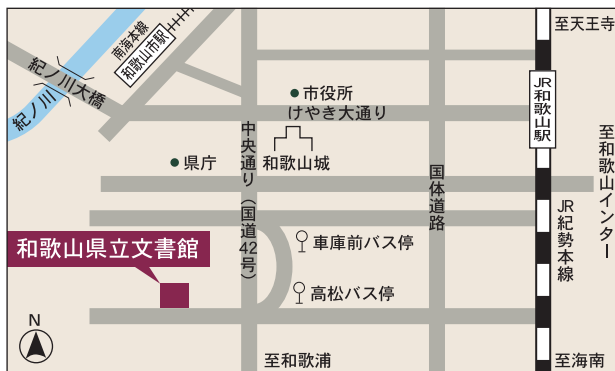 至天王寺
南海本線
和歌山市駅
紀ノ川大橋
紀ノ川
市役所
けやき大通り
JR和歌山駅
中央通り(国道42号)
和歌山城
県庁
国体道路
至和歌山インター
JR紀勢本線
和歌山県立文書館
車庫前バス停
高松バス停
N
至和歌浦
至海南